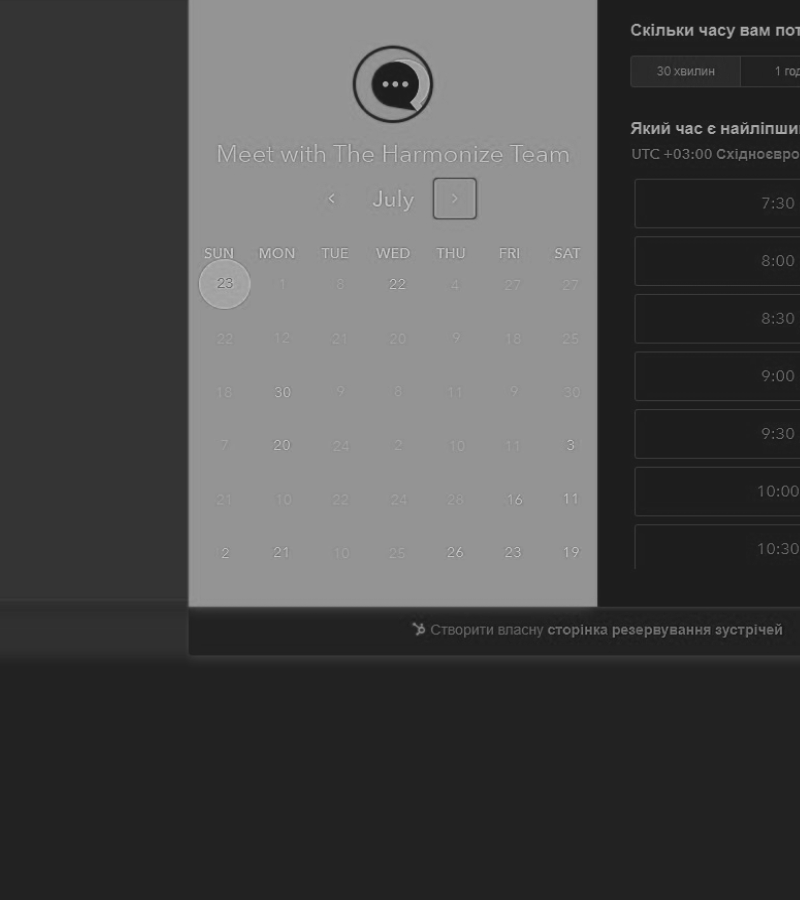 Meet with The Harmonize Team
July
SUN MON TUE WED THU FRI SAT
23 1 8 22 4 27 27
22 12 21 20 9 18 25
18 30 9 8 11 9 30
7 20 24 2 10 11 3
21 10 22 24 28 16 11
2 21 10 25 26 23 19
Скільки часу вам пот
30 хвилин 1 год
Який час є найліпши
UTC +03:00 Східноєвро
7:30
8:00
8:30
9:00
9:30
10:00
10:30
Створити власну сторінка резервування зустрічей